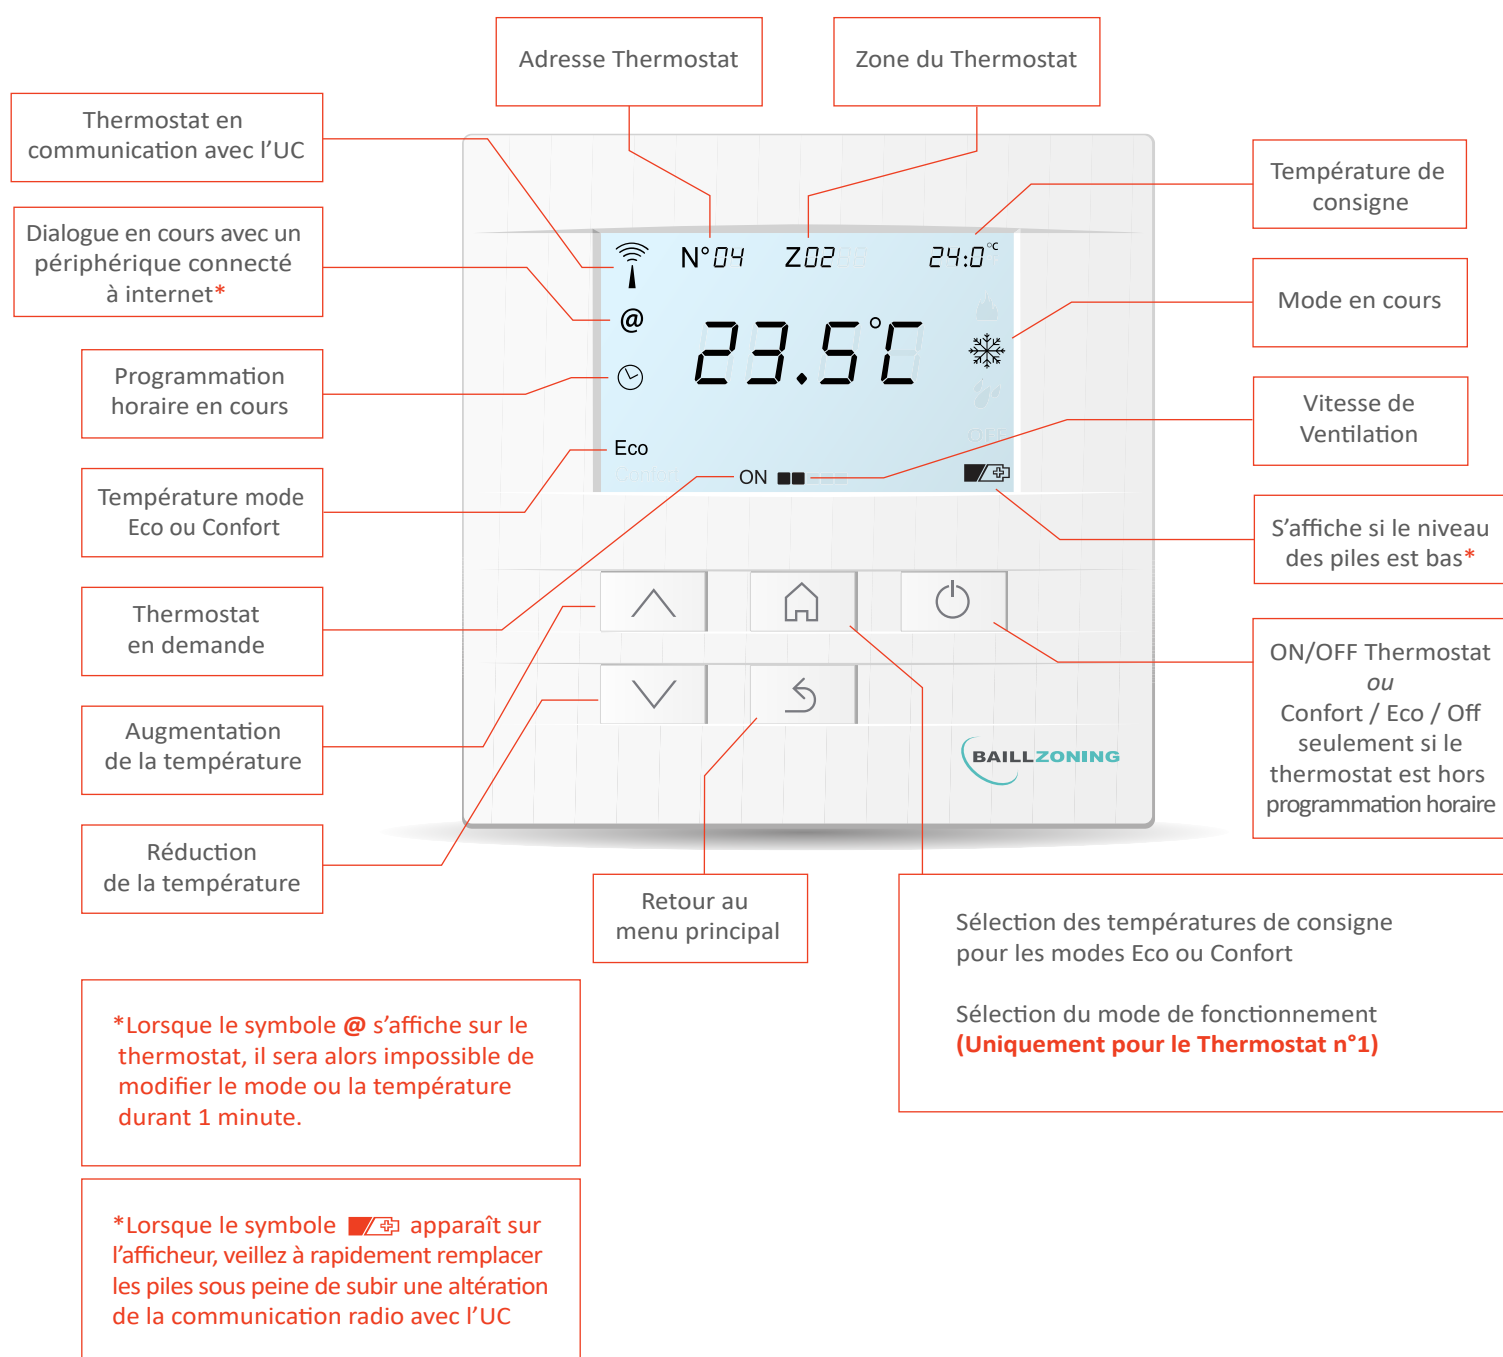 Adresse Thermostat
Zone du Thermostat
Thermostat en
communication avec l’UC
Température de
consigne
Dialogue en cours avec un
périphérique connecté
à internet*
Mode en cours
Programmation
horaire en cours
Vitesse de
Ventilation
Température mode
Eco ou Confort
S’affiche si le niveau
des piles est bas*
Thermostat
en demande
ON/OFF Thermostat
ou
Confort / Eco / Off
seulement si le
thermostat est hors
programmation horaire
Augmentation
de la température
Réduction
de la température
N°04 Z02 24:0°C
@
23.5°C
OFF
Eco
Confort
ON
BAILLZONING
Retour au
menu principal
Sélection des températures de consigne
pour les modes Eco ou Confort
Sélection du mode de fonctionnement
(Uniquement pour le Thermostat n°1)
*Lorsque le symbole @ s’affiche sur le
thermostat, il sera alors impossible de
modifier le mode ou la température
durant 1 minute.
*Lorsque le symbole apparaît sur
l’afficheur, veillez à rapidement remplacer
les piles sous peine de subir une altération
de la communication radio avec l’UC